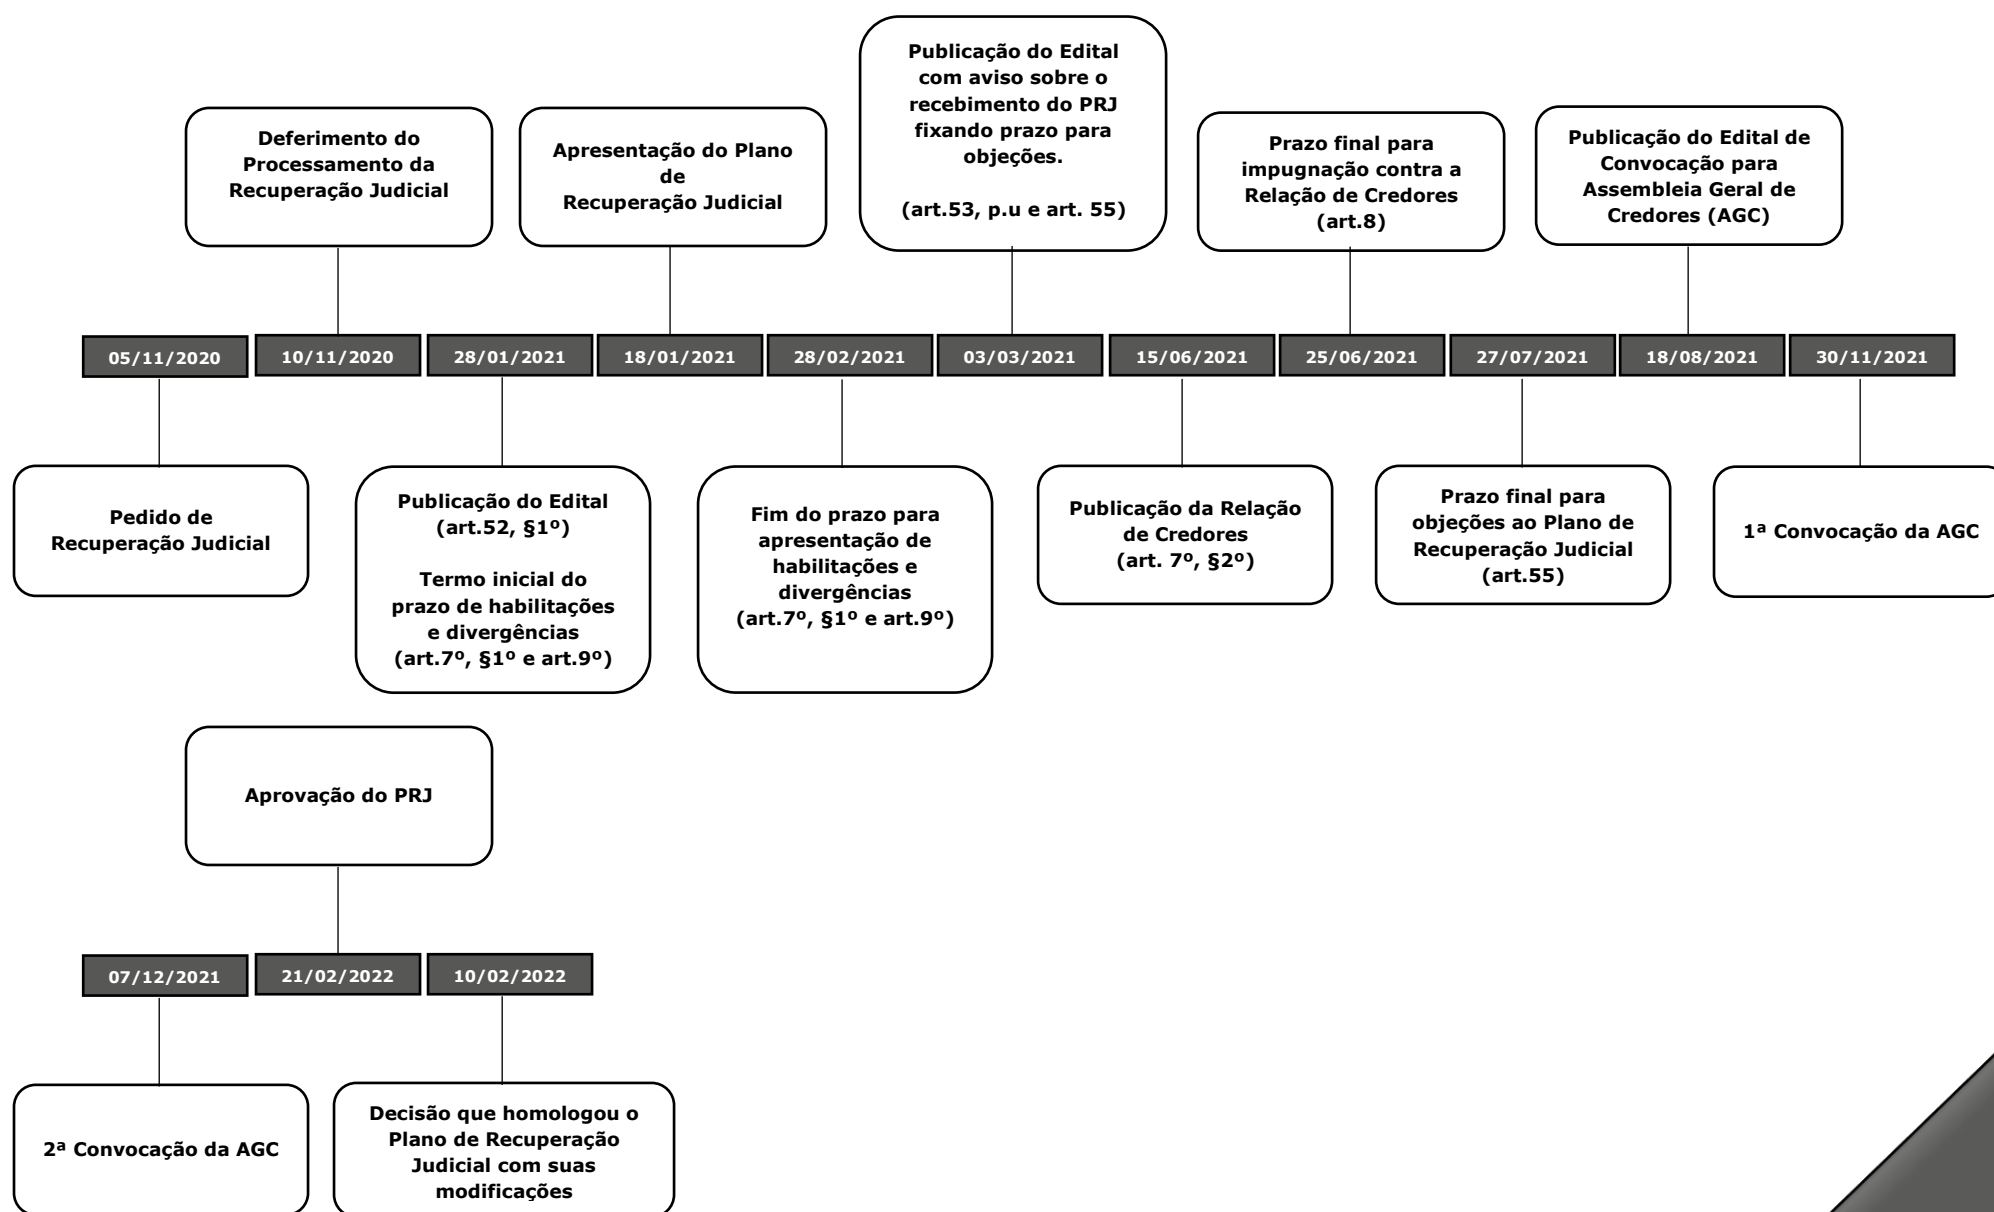 Publicação do Edital
com aviso sobre o
recebimento do PRJ
fixando prazo para
objeções.
(art.53, p.u e art. 55)
Deferimento do
Processamento da
Recuperação Judicial
Apresentação do Plano
de
Recuperação Judicial
Prazo final para
impugnação contra a
Relação de Credores
(art.8)
Publicação do Edital de
Convocação para
Assembleia Geral de
Credores (AGC)
05/11/2020
10/11/2020
28/01/2021
18/01/2021
28/02/2021
03/03/2021
15/06/2021
25/06/2021
27/07/2021
18/08/2021
30/11/2021
Pedido de
Recuperação Judicial
Publicação do Edital
(art.52, §1º)
Termo inicial do
prazo de habilitações
e divergências
(art.7º, §1º e art.9º)
Fim do prazo para
apresentação de
habilitações e
divergências
(art.7º, §1º e art.9º)
Publicação da Relação
de Credores
(art. 7º, §2º)
Prazo final para
objeções ao Plano de
Recuperação Judicial
(art.55)
1ª Convocação da AGC
Aprovação do PRJ
07/12/2021
21/02/2022
10/02/2022
2ª Convocação da AGC
Decisão que homologou o
Plano de Recuperação
Judicial com suas
modificações